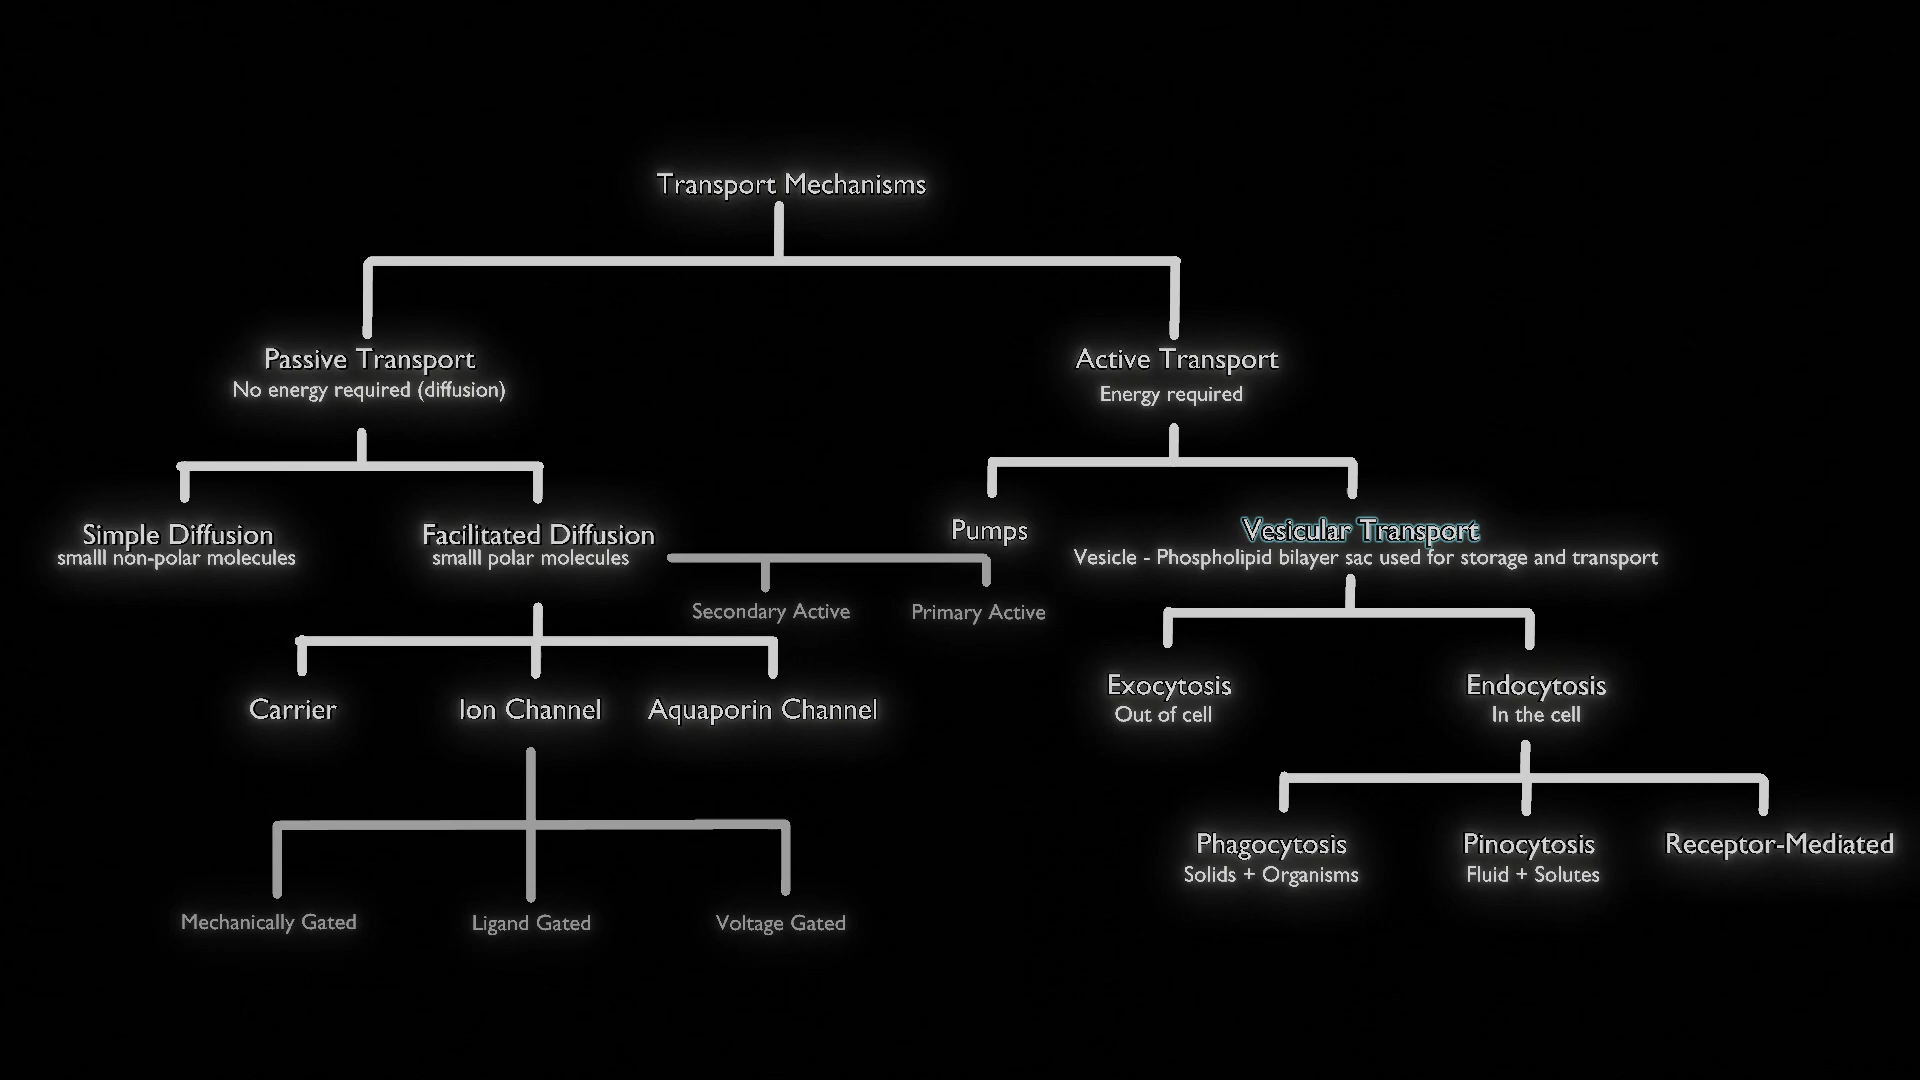 Transport Mechanisms
Passive Transport
No energy required (diffusion)
Active Transport
Energy required
Simple Diffusion
smalll non-polar molecules
Facilitated Diffusion
smalll polar molecules
Pumps
Vesicular Transport
Vesicle - Phospholipid bilayer sac used for storage and transport
Secondary Active
Primary Active
Carrier
Ion Channel
Aquaporin Channel
Exocytosis
Out of cell
Endocytosis
In the cell
Mechanically Gated
Ligand Gated
Voltage Gated
Phagocytosis
Solids + Organisms
Pinocytosis
Fluid + Solutes
Receptor-Mediated